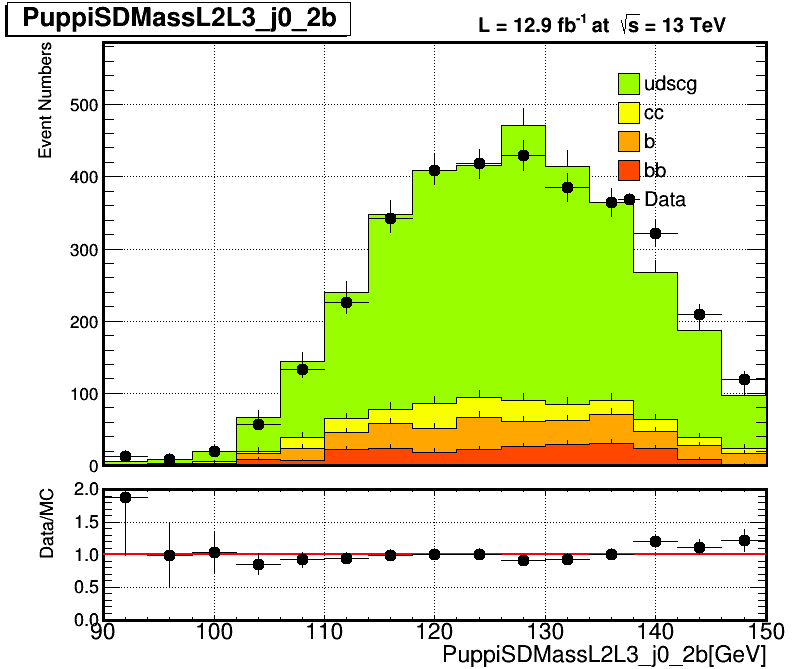 PuppiSDMassL2L3_j0_2b
L = 12.9 fb-1 at √s = 13 TeV
Event Numbers
500
400
300
200
100
0
udscg
cc
b
bb
Data
Data/MC
2.0
1.5
1.0
0.5
0.0
90 100 110 120 130 140 150
PuppiSDMassL2L3_j0_2b[GeV]